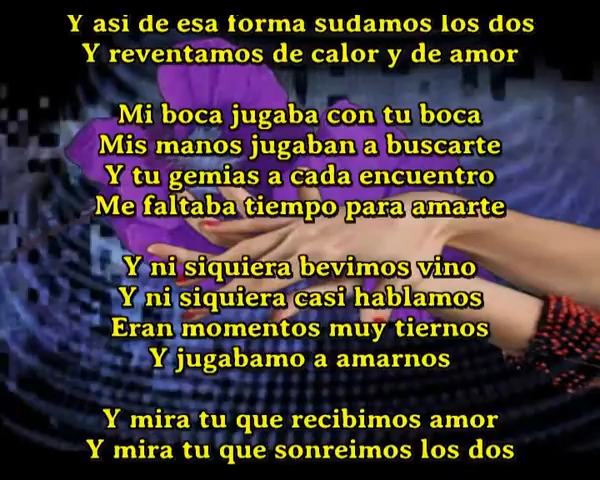 Y asi de esa forma sudamos los dos
Y reventamos de calor y de amor
Mi boca jugaba con tu boca
Mis manos jugaban a buscarte
Y tu gemias a cada encuentro
Me faltaba tiempo para amarte
Y ni siquiera bevimos vino
Y ni siquiera casi hablamos
Eran momentos muy tiernos
Y jugabamo a amarnos
Y mira tu que recibimos amor
Y mira tu que sonreimos los dos